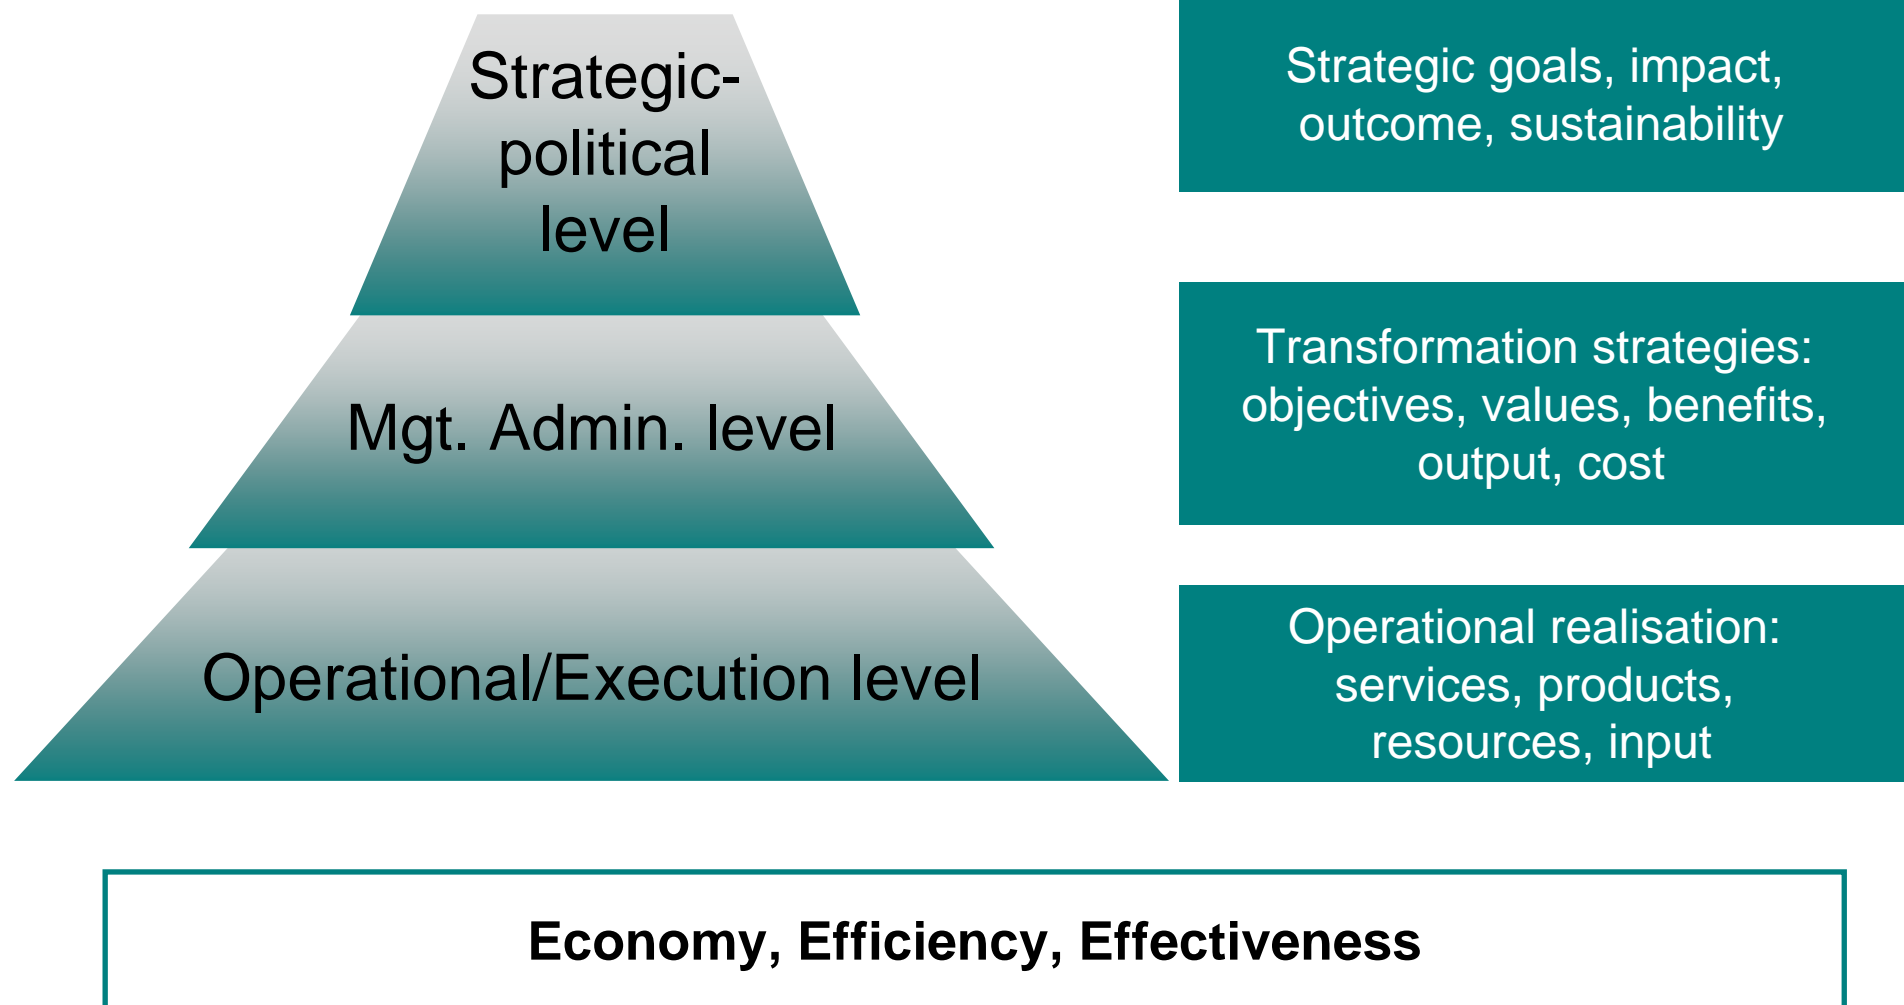 Strategic-
political
level
Strategic goals, impact,
outcome, sustainability
Mgt. Admin. level
Transformation strategies:
objectives, values, benefits,
output, cost
Operational/Execution level
Operational realisation:
services, products,
resources, input
Economy, Efficiency, Effectiveness